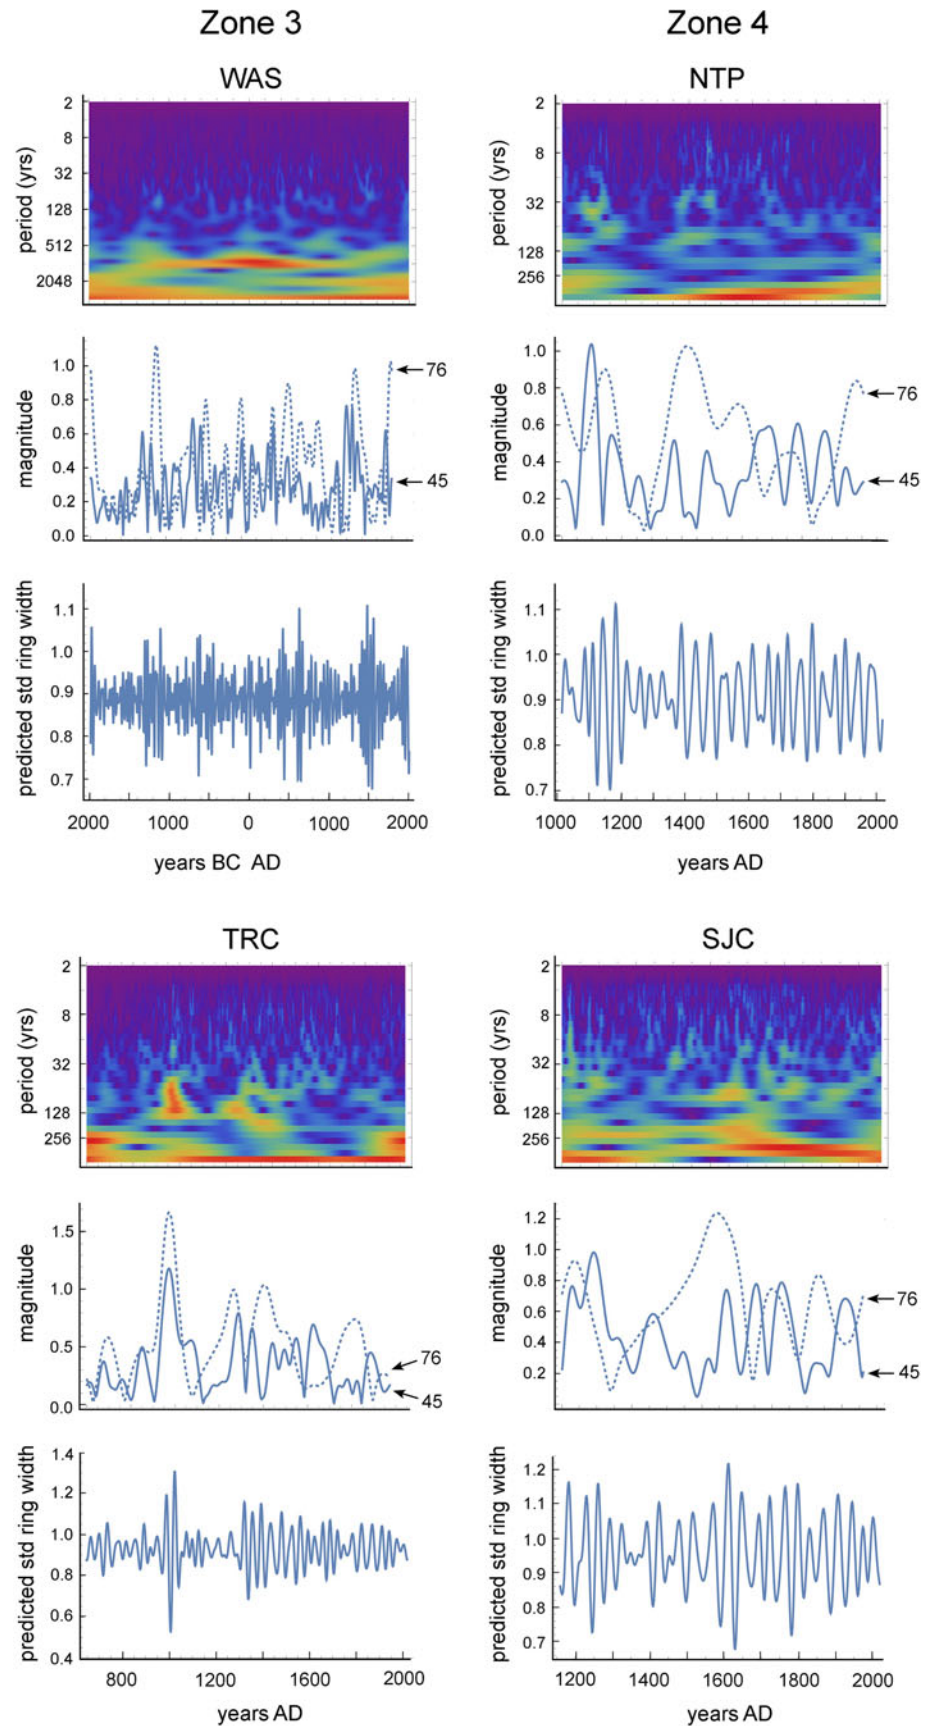 Zone 3
Zone 4
WAS
NTP
period (yrs)
2
8
32
128
512
2048
period (yrs)
2
8
32
128
256
magnitude
1.0
0.8
0.6
0.4
0.2
0.0
76
45
magnitude
1.0
0.8
0.6
0.4
0.2
0.0
76
45
predicted std ring width
1.1
1.0
0.9
0.8
0.7
2000 1000 0 1000 2000
years BC AD
predicted std ring width
1.1
1.0
0.9
0.8
0.7
1000 1200 1400 1600 1800 2000
years AD
TRC
SJC
period (yrs)
2
8
32
128
256
period (yrs)
2
8
32
128
256
magnitude
1.5
1.0
0.5
0.0
76
45
magnitude
1.2
1.0
0.8
0.6
0.4
0.2
76
45
predicted std ring width
1.4
1.2
1.0
0.8
0.6
0.4
800 1200 1600 2000
years AD
predicted std ring width
1.2
1.1
1.0
0.9
0.8
0.7
1200 1400 1600 1800 2000
years AD